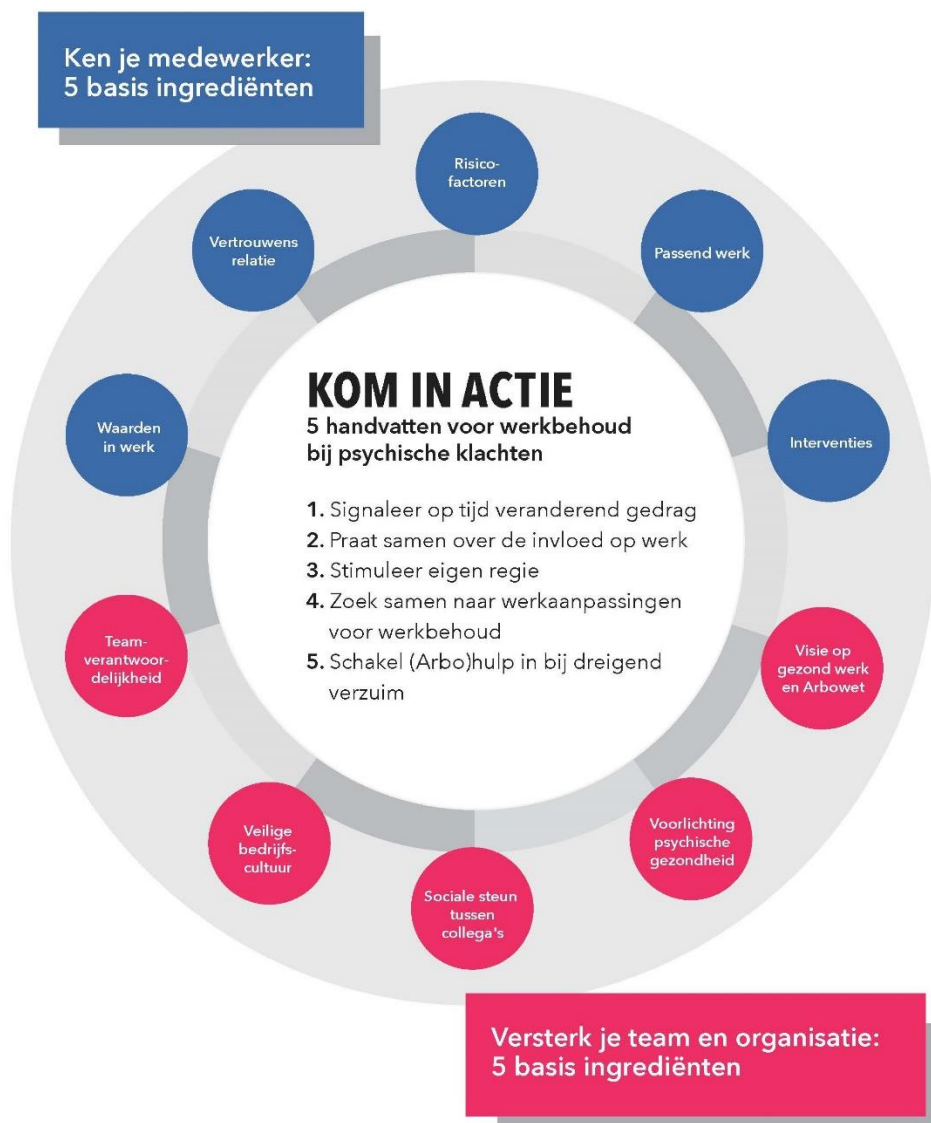 Ken je medewerker:
5 basis ingrediënten
Risico-
factoren
Vertrouwens
relatie
Passend werk
Waarden
in werk
Interventies
KOM IN ACTIE
5 handvatten voor werkbehoud
bij psychische klachten
1. Signaleer op tijd veranderend gedrag
2. Praat samen over de invloed op werk
3. Stimuleer eigen regie
4. Zoek samen naar werkaanpassingen
voor werkbehoud
5. Schakel (Arbo)hulp in bij dreigend
verzuim
Team-
verantwoor-
delijkheid
Visie op
gezond werk
en Arbowet
Veilige
bedrijfs-
cultuur
Voorlichting
psychische
gezondheid
Sociale steun
tussen
collega's
Versterk je team en organisatie:
5 basis ingrediënten